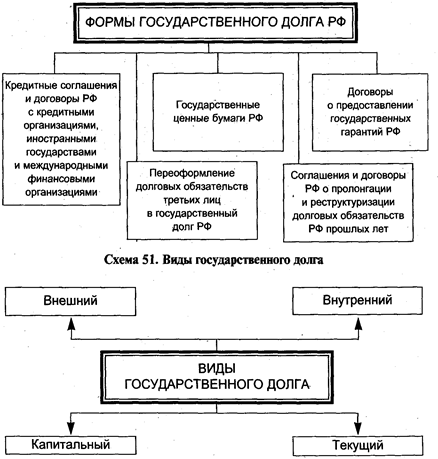 ФОРМЫ ГОСУДАРСТВЕННОГО ДОЛГА РФ
Кредитные соглашения
и договоры РФ
с кредитными
организациями,
иностранными
государствами
и международными
финансовыми
организациями
Переоформление
долговых обязательств
третьих лиц
в государственный
долг РФ
Государственные
ценные бумаги РФ
Соглашения и договоры
РФ о пролонгации
и реструктуризации
долговых обязательств
РФ прошлых лет
Договоры
о предоставлении
государственных
гарантий РФ
Схема 51. Виды государственного долга
Внешний
Внутренний
ВИДЫ
ГОСУДАРСТВЕННОГО ДОЛГА
Капитальный
Текущий